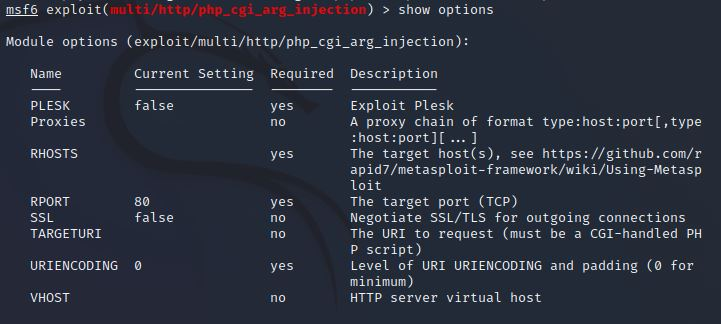 msf6 exploit(multi/http/php_cgi_arg_injection) > show options
Module options (exploit/multi/http/php_cgi_arg_injection):
Name Current Setting Required Description
---- --------------- -------- -----------
PLESK false yes Exploit Plesk
Proxies no A proxy chain of format type:host:port[,type
:host:port][ ... ]
RHOSTS yes The target host(s), see https://github.com/r
apid7/metasploit-framework/wiki/Using-Metasp
loit
RPORT 80 yes The target port (TCP)
SSL false no Negotiate SSL/TLS for outgoing connections
TARGETURI no The URI to request (must be a CGI-handled PH
P script)
URIENCODING 0 yes Level of URI URIENCODING and padding (0 for
minimum)
VHOST no HTTP server virtual host